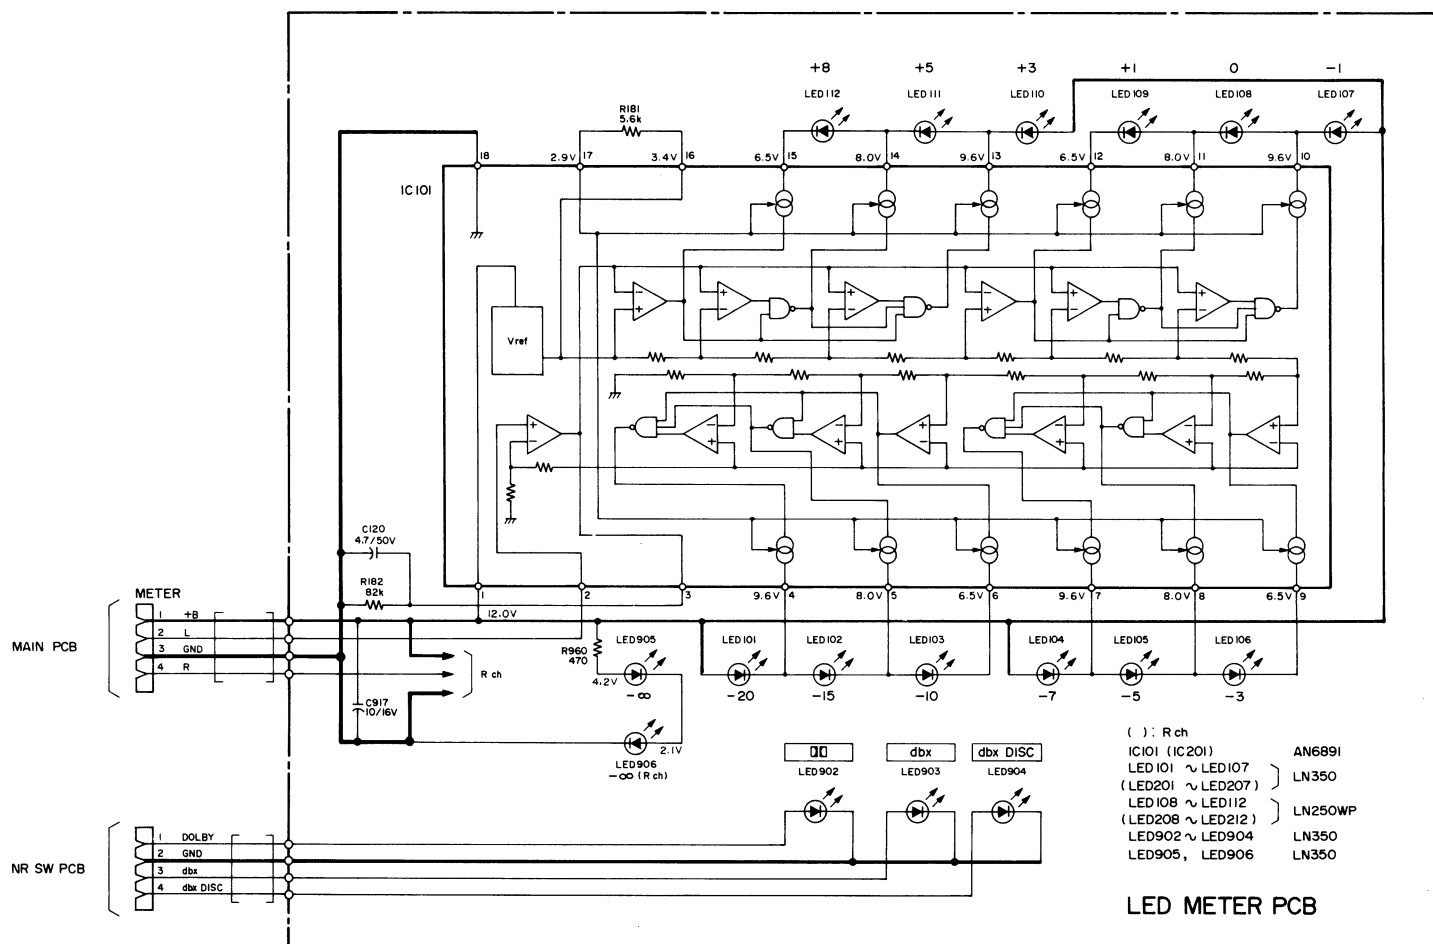 +8 +5 +3 +1 0 -1
LED112 LED111 LED110 LED109 LED108 LED107
R181
5.6k
18 2.9V 17 3.4V 16 6.5V 15 8.0V 14 9.6V 13 6.5V 12 8.0V 11 9.6V 10
IC101
- + + - + - - + + - + -
Vref
+ - - + - + - + - + - + - +
C120
4.7/50V
R182
82k
1 2 3 9.6V 4 8.0V 5 6.5V 6 9.6V 7 8.0V 8 6.5V 9
12.0V
METER
MAIN PCB
1 +B
2 L
3 GND
4 R
R ch
C917
10/16V
R960
470
4.2V
LED905
-∞
2.1V
LED906
-∞ (R ch)
LED101 LED102 LED103 LED104 LED105 LED106
-20 -15 -10 -7 -5 -3
dbx dbx DISC
LED902 LED903 LED904
NR SW PCB
1 DOLBY
2 GND
3 dbx
4 dbx DISC
( ): R ch
IC101 (IC201) AN6891
LED101 ~ LED107
(LED201 ~ LED207) LN350
LED108 ~ LED112
(LED208 ~ LED212) LN250WP
LED902 ~ LED904 LN350
LED905, LED906 LN350
LED METER PCB